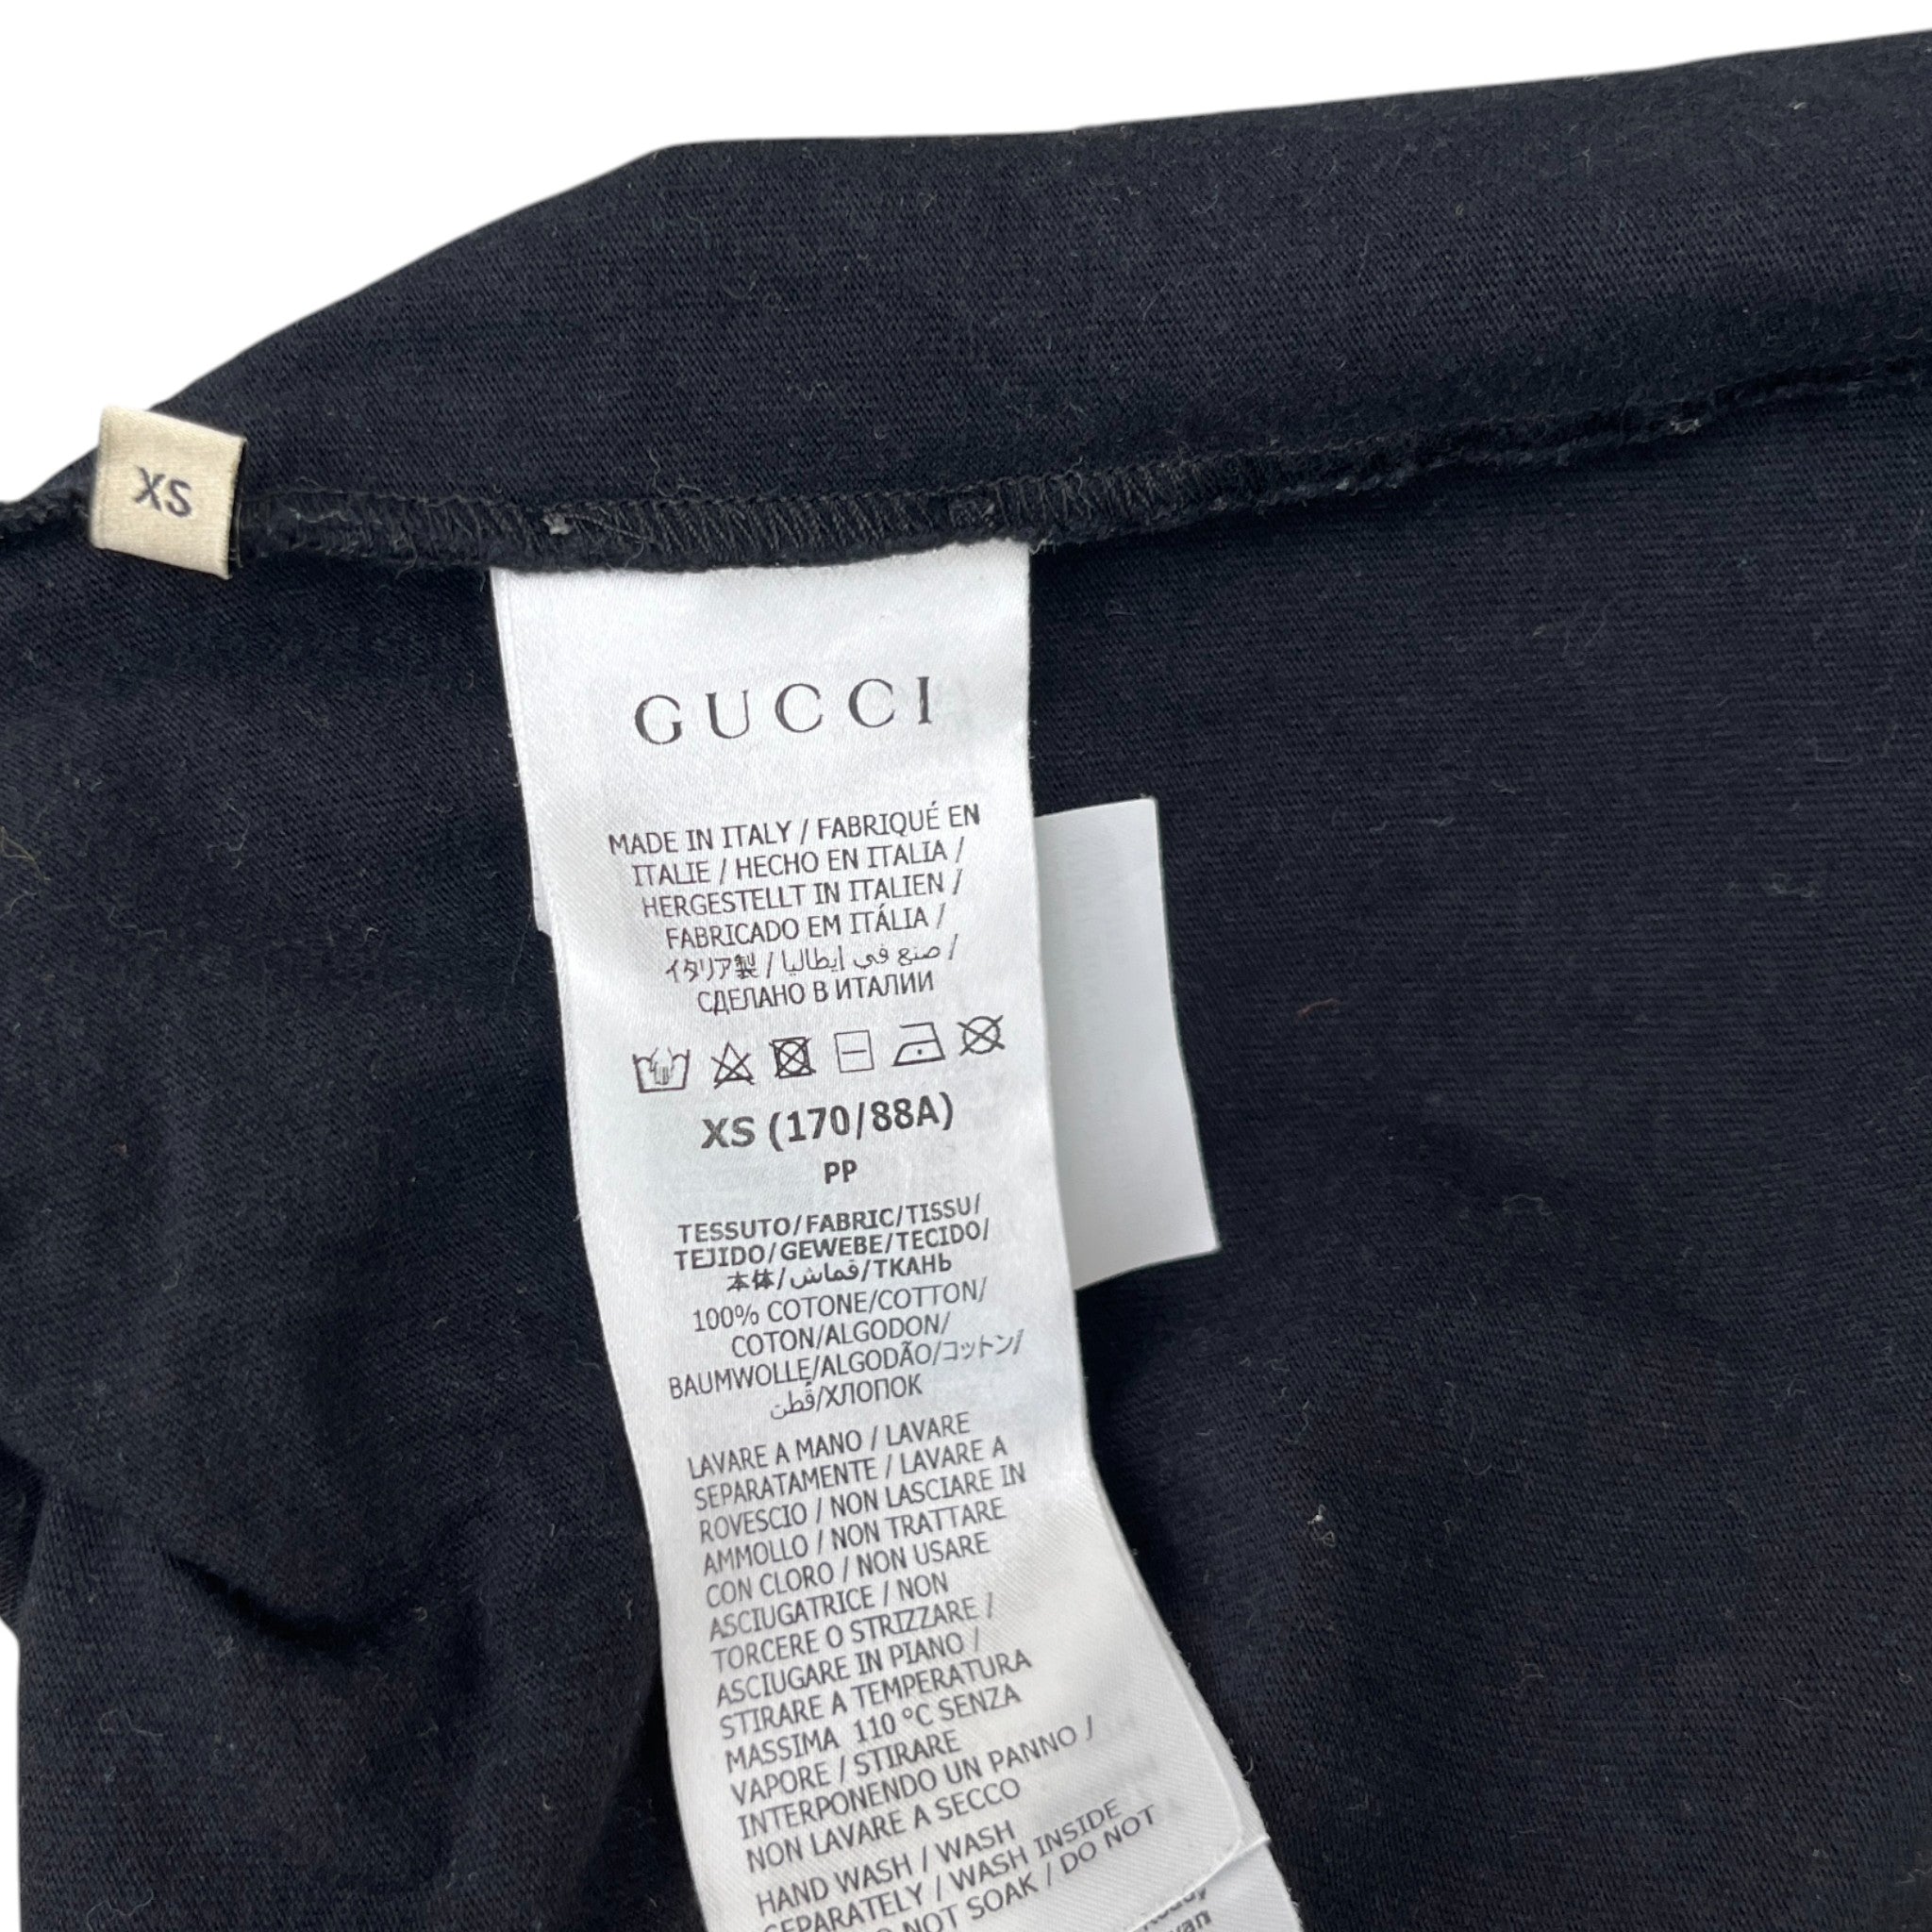 XS
GUCCI
MADE IN ITALY / FABRIQUÉ EN
ITALIE / HECHO EN ITALIA /
HERGESTELLT IN ITALIEN /
FABRICADO EM ITÁLIA /
イタリア製 / صنع في إيطاليا /
СДЕЛАНО В ИТАЛИИ
XS (170/88A)
PP
TESSUTO/FABRIC/TISSU/
TEJIDO/GEWEBE/TECIDO/
本体/قماش/ТКАНЬ
100% COTONE/COTTON/
COTON/ALGODON/
BAUMWOLLE/ALGODÃO/コットン/
قطن/ХЛОПОК
LAVARE A MANO / LAVARE
SEPARATAMENTE / LAVARE A
ROVESCIO / NON LASCIARE IN
AMMOLLO / NON TRATTARE
CON CLORO / NON USARE
ASCIUGATRICE / NON
TORCERE O STRIZZARE /
ASCIUGARE IN PIANO /
STIRARE A TEMPERATURA
MASSIMA 110 °C SENZA
VAPORE / STIRARE
INTERPONENDO UN PANNO /
NON LAVARE A SECCO
HAND WASH / WASH
SEPARATELY / WASH INSIDE
NOT SOAK / DO NOT